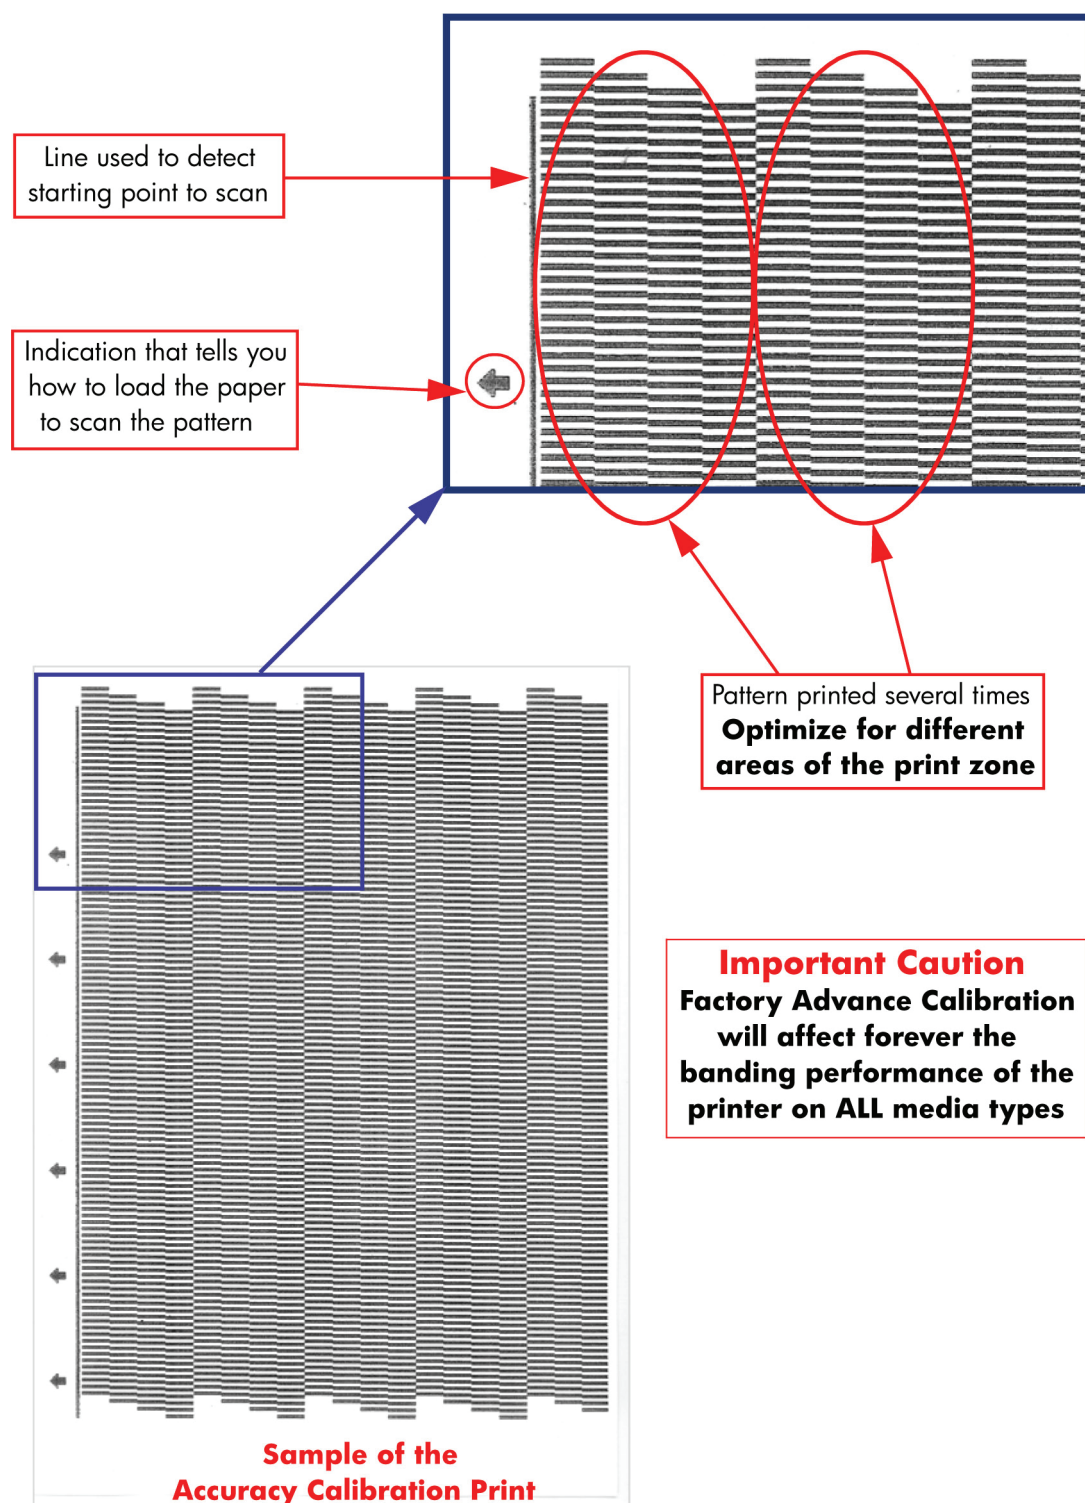 Line used to detect
starting point to scan
Indication that tells you
how to load the paper
to scan the pattern
Pattern printed several times
Optimize for different
areas of the print zone
Important Caution
Factory Advance Calibration
will affect forever the
banding performance of the
printer on ALL media types
Sample of the
Accuracy Calibration Print